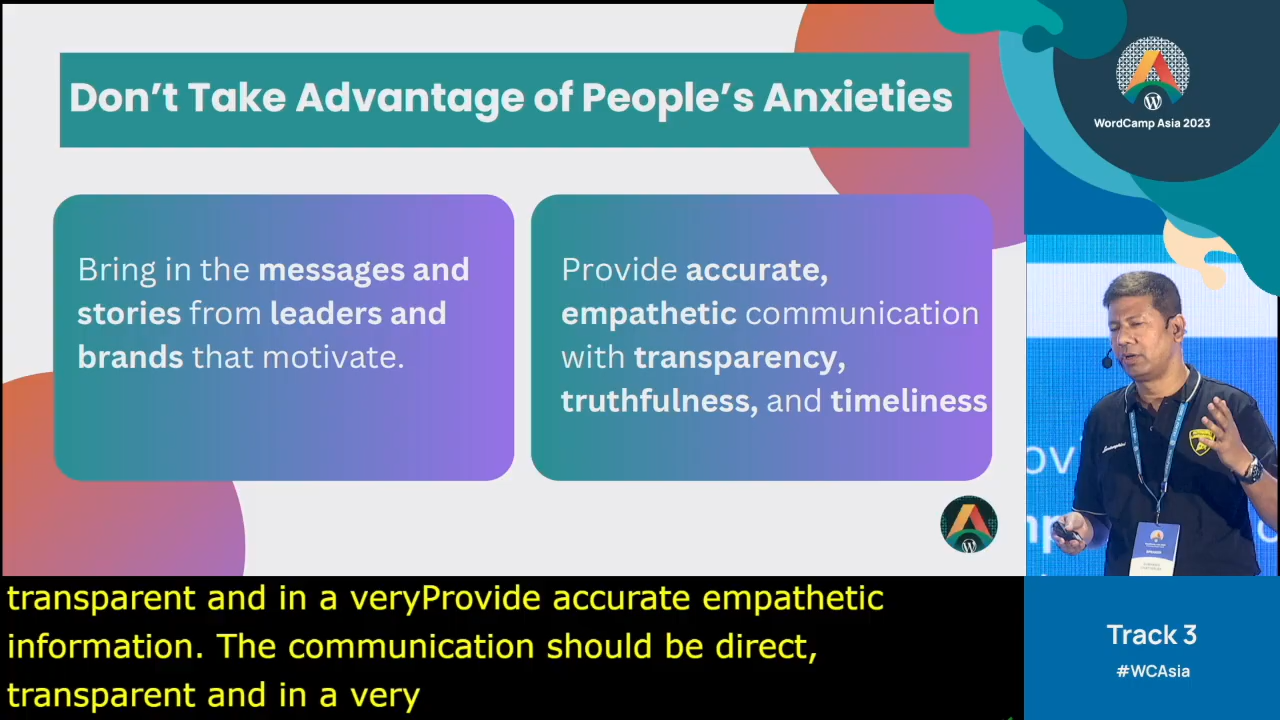 Don't Take Advantage of People's Anxieties
Bring in the messages and
stories from leaders and
brands that motivate.
Provide accurate,
empathetic communication
with transparency,
truthfulness, and timeliness
WordCamp Asia 2023
transparent and in a veryProvide accurate empathetic
information. The communication should be direct,
transparent and in a very
Track 3
#WCAsia